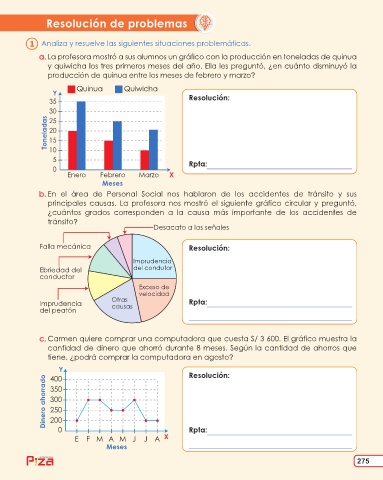 Resolución de problemas
1 Analiza y resuelve las siguientes situaciones problemáticas.
a. La profesora mostró a sus alumnos un gráfico con la producción en toneladas de quinua
y quiwicha los tres primeros meses del año. Ella les preguntó, ¿en cuánto disminuyó la
producción de quinua entre los meses de febrero y marzo?
Y Quinua Quiwicha
35
30
25
20
15
10
5
0
Toneladas
Enero Febrero Marzo X
Meses
Resolución:
Rpta:
b. En el área de Personal Social nos hablaron de los accidentes de tránsito y sus
principales causas. La profesora nos mostró el siguiente gráfico circular y preguntó,
¿cuántos grados corresponden a la causa más importante de los accidentes de
tránsito?
Desacato a las señales
Falla mecánica
Imprudencia
del condutor
Ebriedad del
conductor
Exceso de
velocidad
Imprudencia
del peatón
Otras
causas
Resolución:
Rpta:
c. Carmen quiere comprar una computadora que cuesta S/ 3 600. El gráfico muestra la
cantidad de dinero que ahorró durante 8 meses. Según la cantidad de ahorros que
tiene, ¿podrá comprar la computadora en agosto?
Y
400
350
300
250
200
0
Dinero ahorrado
E F M A M J J A X
Meses
Resolución:
Rpta:
P:za
275